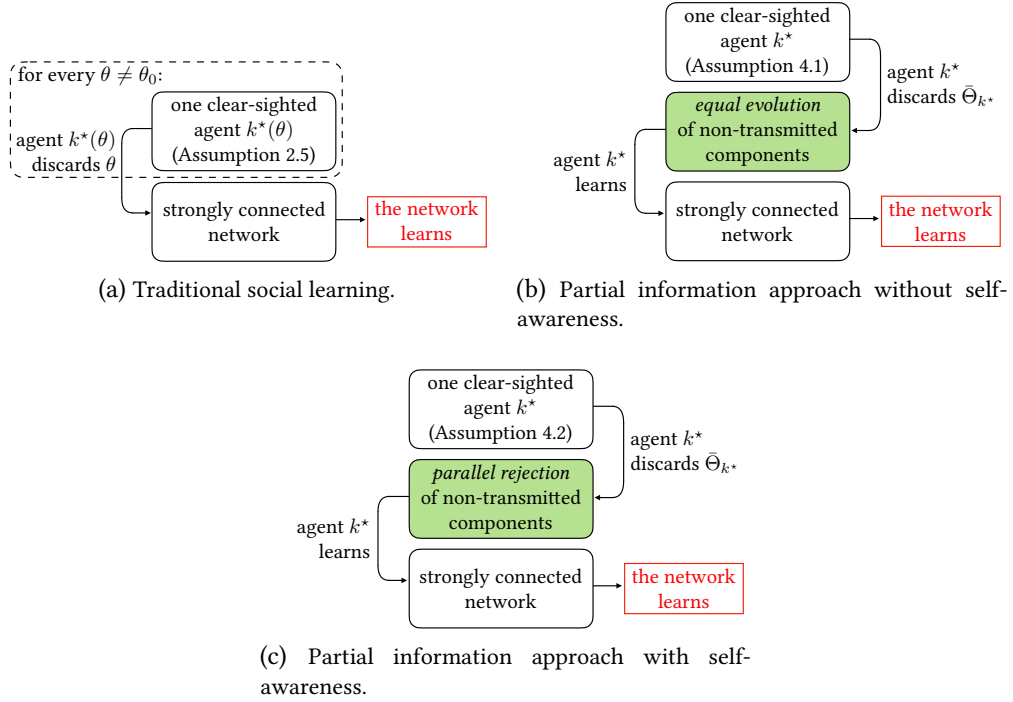 for every θ ≠ θ₀:
one clear-sighted
agent k⋆(θ)
(Assumption 2.5)
agent k⋆(θ)
discards θ
strongly connected
network
the network
learns
(a) Traditional social learning.
one clear-sighted
agent k⋆
(Assumption 4.1)
agent k⋆
discards Θ̄ₖ⋆
equal evolution
of non-transmitted
components
agent k⋆
learns
strongly connected
network
the network
learns
(b) Partial information approach without self-
awareness.
one clear-sighted
agent k⋆
(Assumption 4.2)
agent k⋆
discards Θ̄ₖ⋆
parallel rejection
of non-transmitted
components
agent k⋆
learns
strongly connected
network
the network
learns
(c) Partial information approach with self-
awareness.